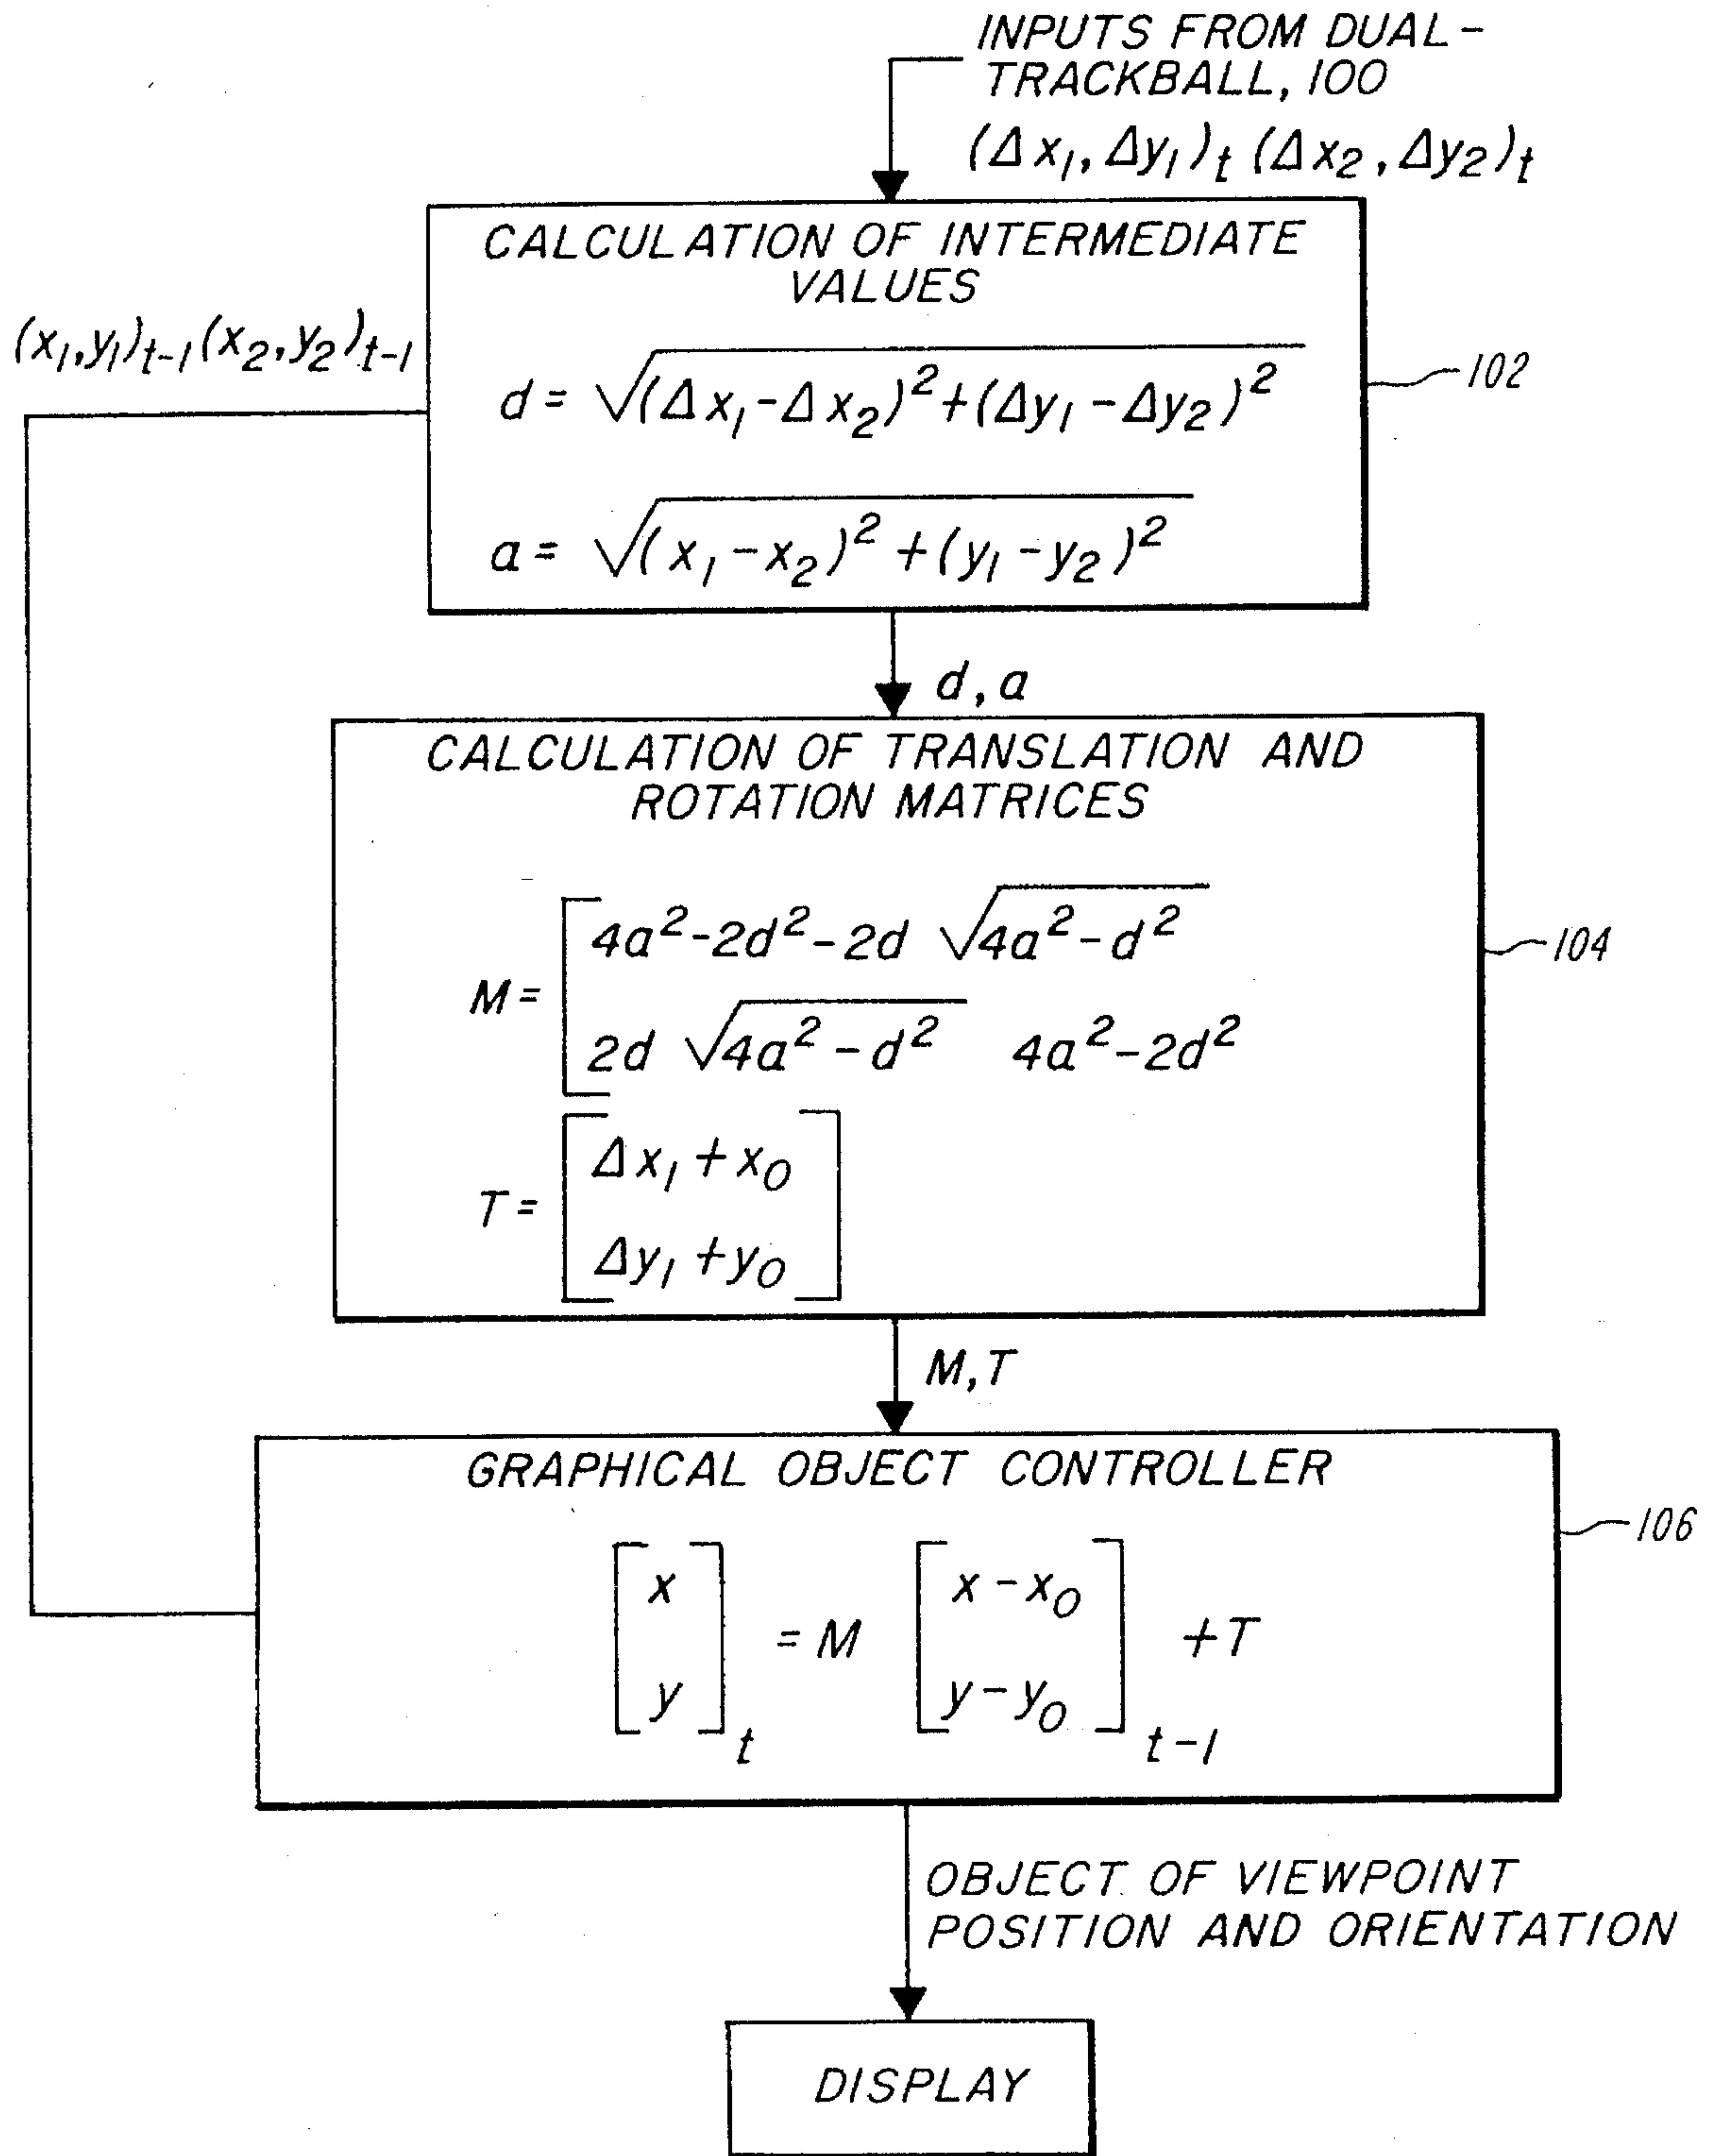 INPUTS FROM DUAL-
TRACKBALL, 100
(Δx₁, Δy₁)ₜ (Δx₂, Δy₂)ₜ
CALCULATION OF INTERMEDIATE
VALUES
(x₁,y₁)ₜ₋₁(x₂,y₂)ₜ₋₁
d = √(Δx₁-Δx₂)²+(Δy₁-Δy₂)²
102
a = √(x₁-x₂)²+(y₁-y₂)²
d, a
CALCULATION OF TRANSLATION AND
ROTATION MATRICES
4a²-2d²-2d √4a²-d²
104
M=
2d √4a²-d² 4a²-2d²
Δx₁+x₀
T=
Δy₁+y₀
M, T
GRAPHICAL OBJECT CONTROLLER
106
x x-x₀
=M +T
y y-y₀
t t-1
OBJECT OF VIEWPOINT
POSITION AND ORIENTATION
DISPLAY